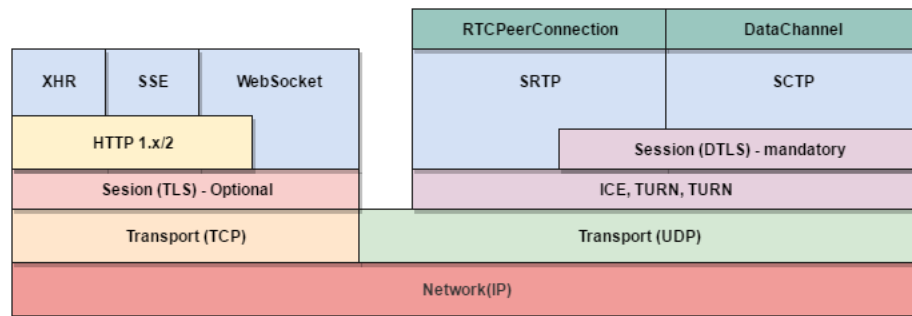 RTCPeerConnection DataChannel
XHR SSE WebSocket SRTP SCTP
HTTP 1.x/2 Session (DTLS) - mandatory
Sesion (TLS) - Optional ICE, TURN, TURN
Transport (TCP) Transport (UDP)
Network(IP)